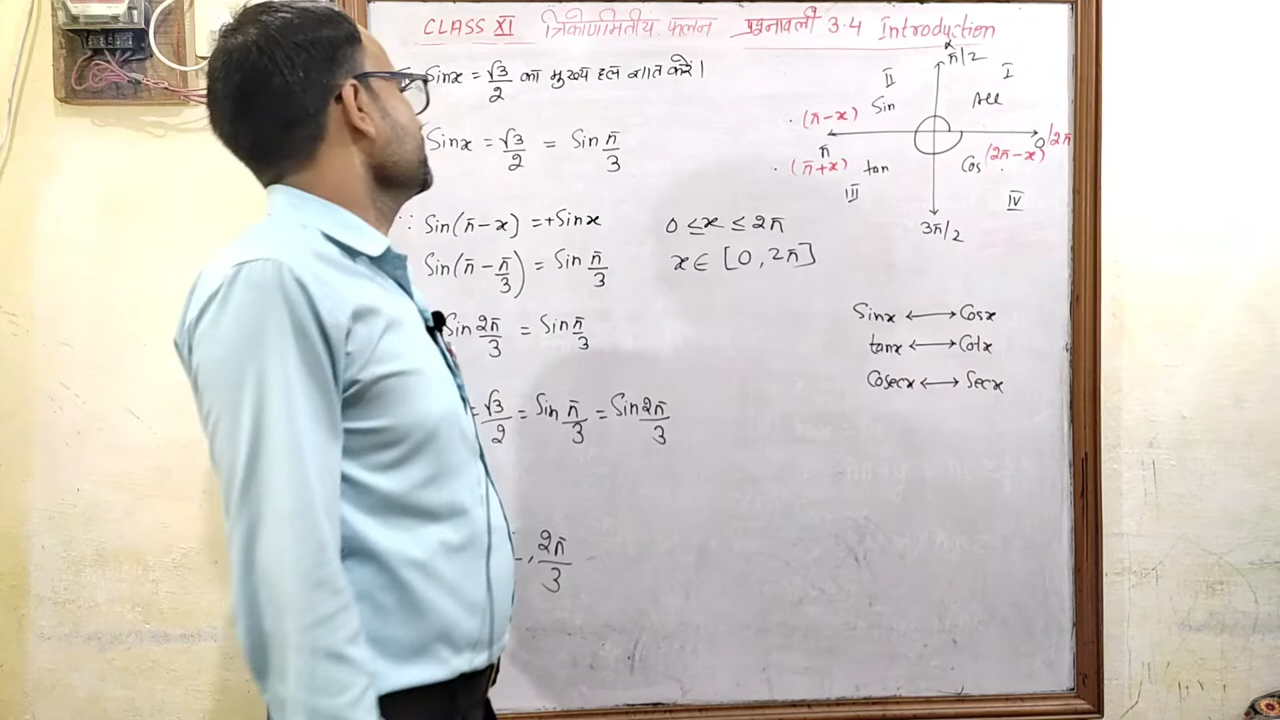 CLASS XI त्रिकोणमितीय फलन प्रश्नावली 3.4 Introduction
Sinx = √3/2 का मुख्य हल ज्ञात करें।
Sinx = √3/2 = Sin π/3
∵ Sin(π-x) = +Sinx
Sin(π - π/3) = Sin π/3
Sin 2π/3 = Sin π/3
= √3/2 = Sin π/3 = Sin 2π/3
, 2π/3
0 ≤ x ≤ 2π
x ∈ [0, 2π]
π/2
II I
Sin All
(π-x)
π 0/2π
(π+x) tan Cos (2π-x)
III IV
3π/2
Sinx ⟷ Cosx
tanx ⟷ Cotx
Cosecx ⟷ Secx